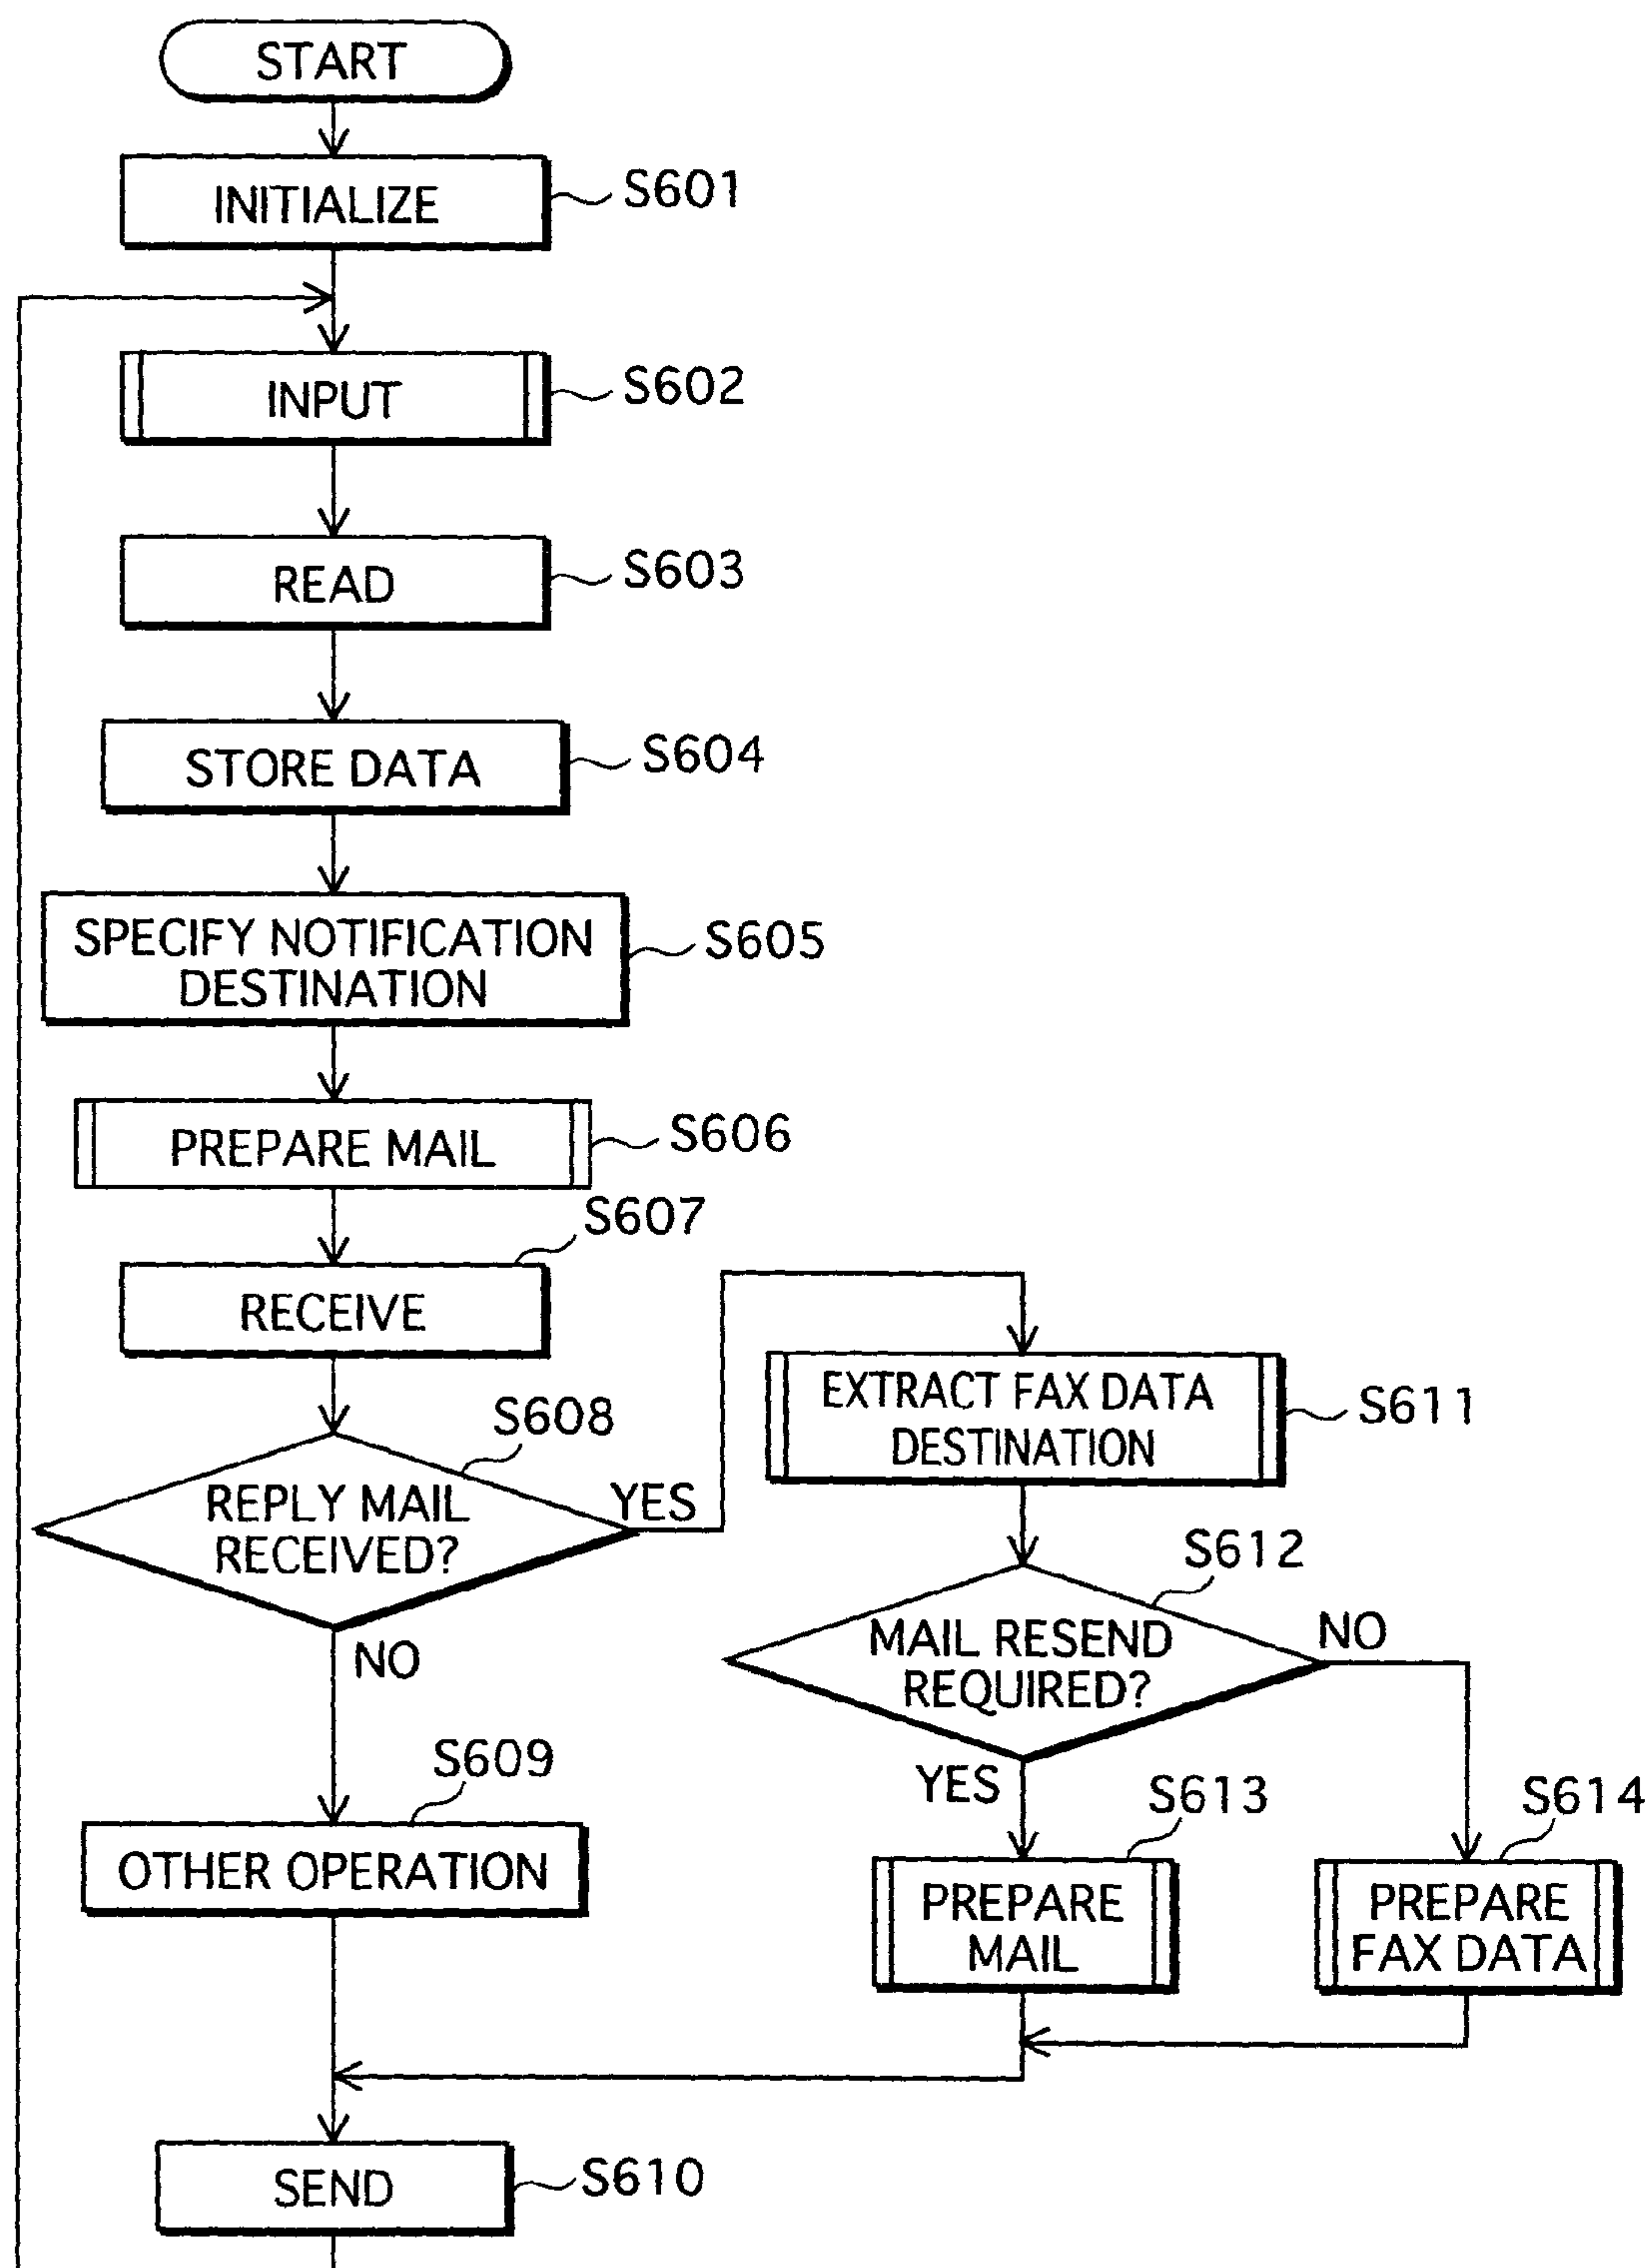 START
INITIALIZE
S601
INPUT
S602
READ
S603
STORE DATA
S604
SPECIFY NOTIFICATION
DESTINATION
S605
PREPARE MAIL
S606
S607
RECEIVE
S608
REPLY MAIL
RECEIVED?
YES
NO
EXTRACT FAX DATA
DESTINATION
S611
S612
MAIL RESEND
REQUIRED?
NO
YES
S609
OTHER OPERATION
S613
PREPARE
MAIL
S614
PREPARE
FAX DATA
SEND
S610